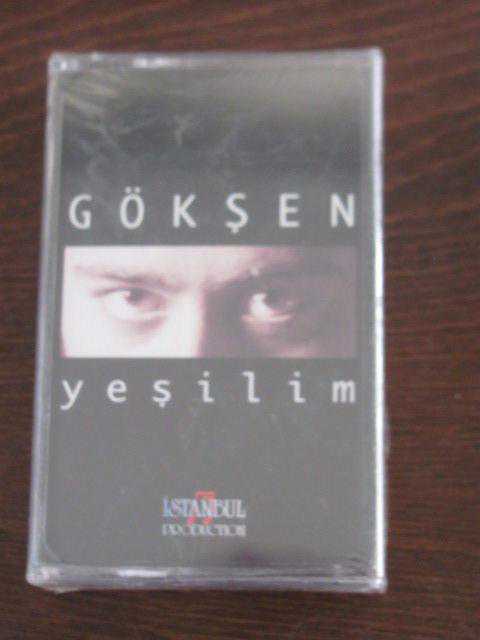 GÖKŞEN
yeşilim
İSTANBUL
PRODUCTION